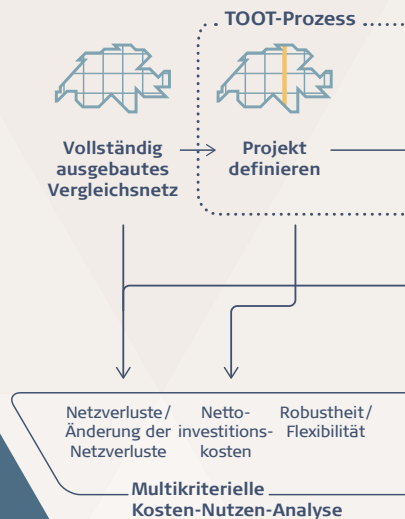 TOOT-Prozess
Vollständig
ausgebautes
Vergleichsnetz
Projekt
definieren
Netzverluste/
Änderung der
Netzverluste
Netto-
investitions-
kosten
Robustheit/
Flexibilität
Multikriterielle
Kosten-Nutzen-Analyse